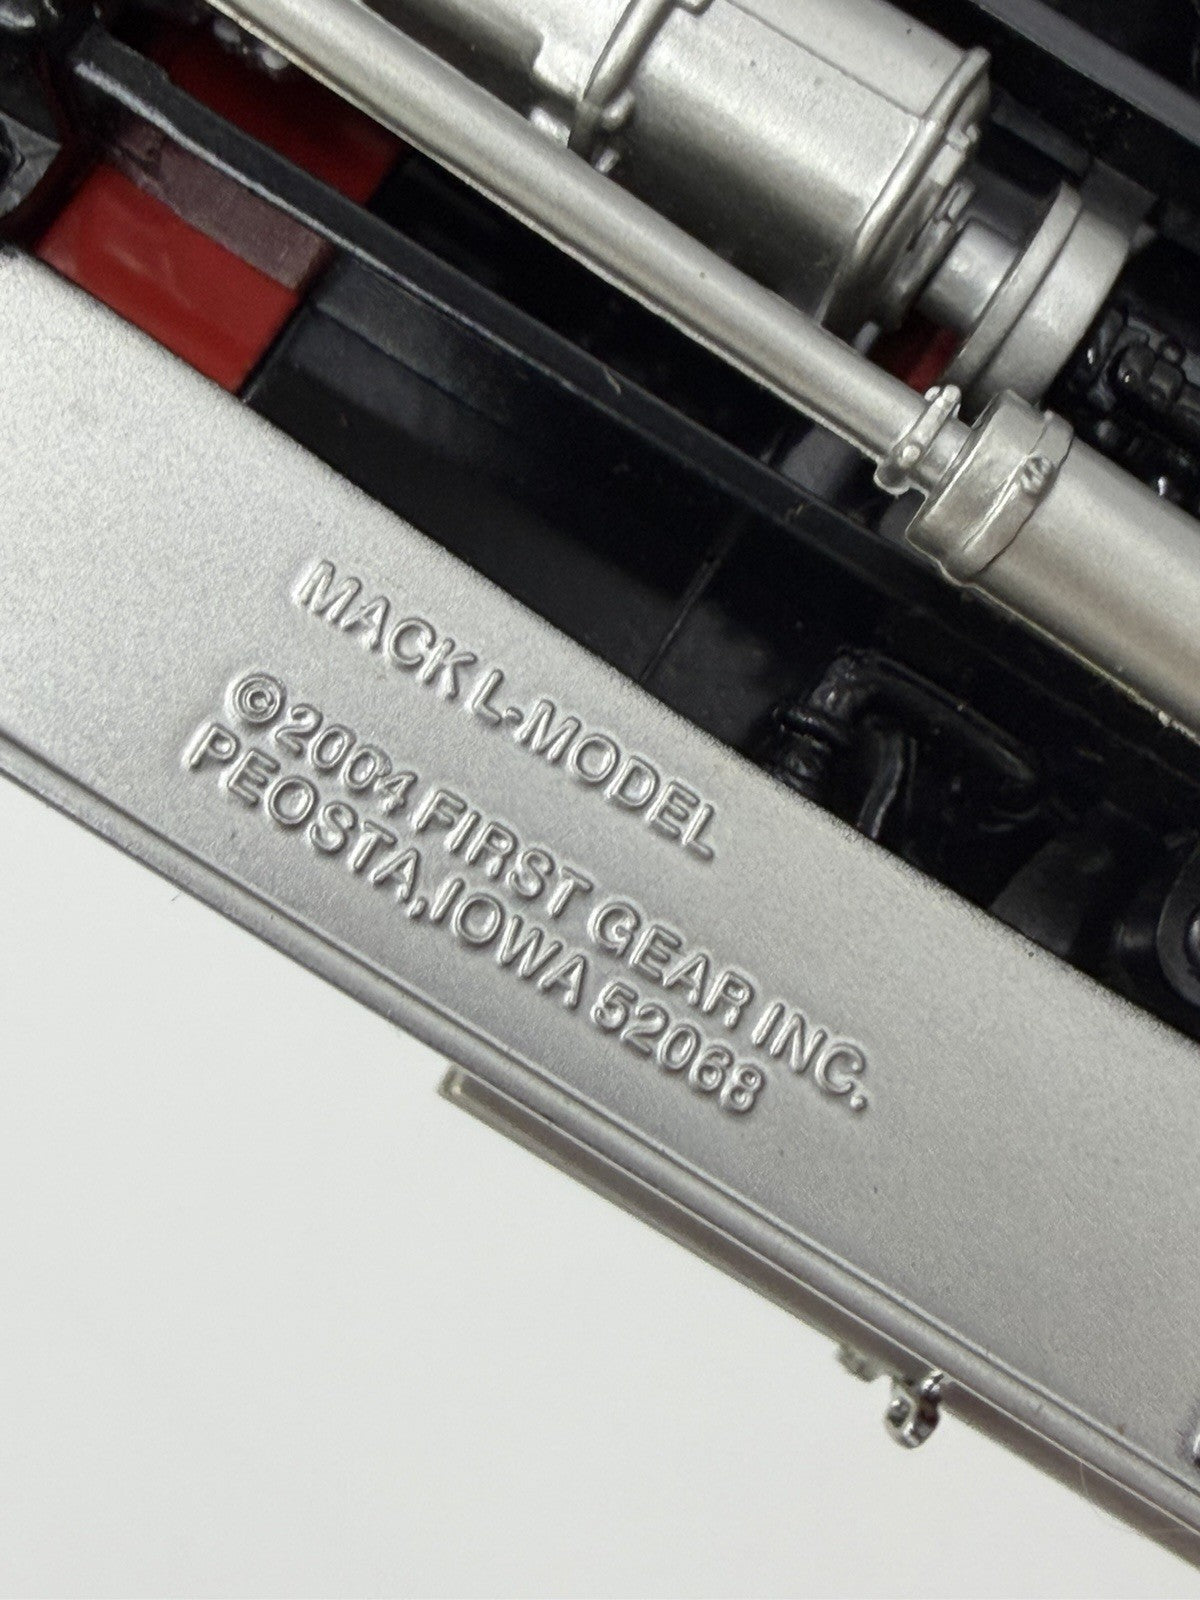 MACK L-MODEL
©2004 FIRST GEAR INC.
PEOSTA, IOWA 52068